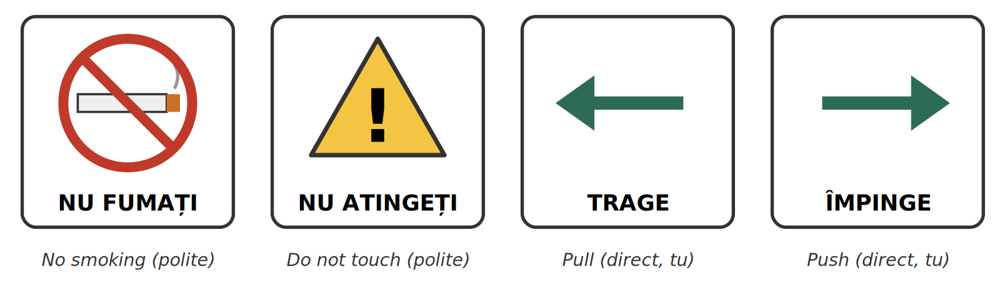 !
NU FUMAȚI
No smoking (polite)
NU ATINGEȚI
Do not touch (polite)
TRAGE
Pull (direct, tu)
ÎMPINGE
Push (direct, tu)